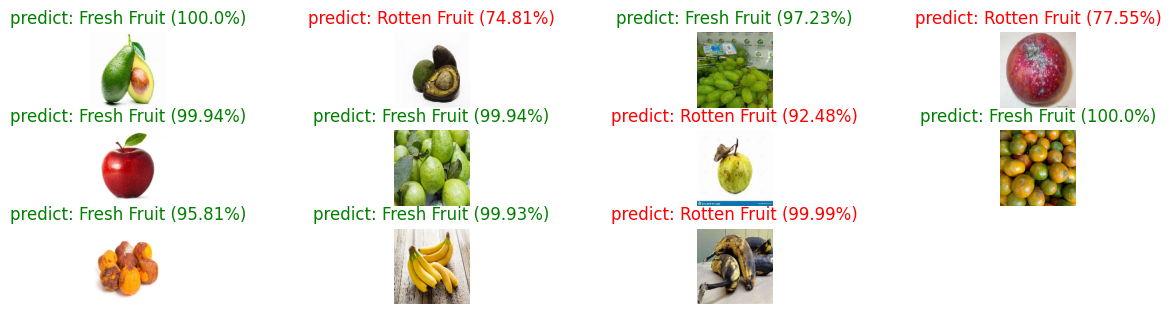 predict: Fresh Fruit (100.0%)
predict: Rotten Fruit (74.81%)
predict: Fresh Fruit (97.23%)
predict: Rotten Fruit (77.55%)
predict: Fresh Fruit (99.94%)
predict: Fresh Fruit (99.94%)
predict: Rotten Fruit (92.48%)
predict: Fresh Fruit (100.0%)
predict: Fresh Fruit (95.81%)
predict: Fresh Fruit (99.93%)
predict: Rotten Fruit (99.99%)